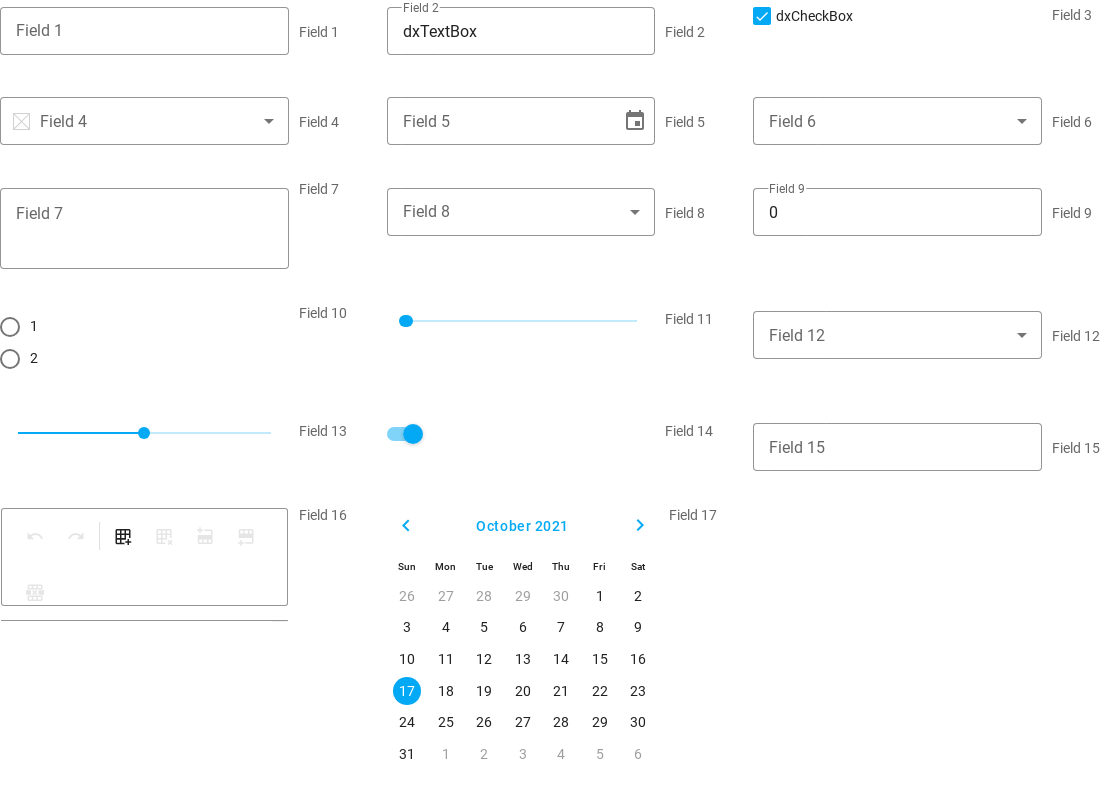 Field 1
Field 1
Field 2
dxTextBox
Field 2
dxCheckBox
Field 3
Field 4
Field 4
Field 5
Field 5
Field 6
Field 6
Field 7
Field 7
Field 8
Field 8
Field 9
0
Field 9
1
2
Field 10
Field 11
Field 12
Field 12
Field 13
Field 14
Field 15
Field 15
Field 16
October 2021
Sun Mon Tue Wed Thu Fri Sat
26 27 28 29 30 1 2
3 4 5 6 7 8 9
10 11 12 13 14 15 16
17 18 19 20 21 22 23
24 25 26 27 28 29 30
31 1 2 3 4 5 6
Field 17